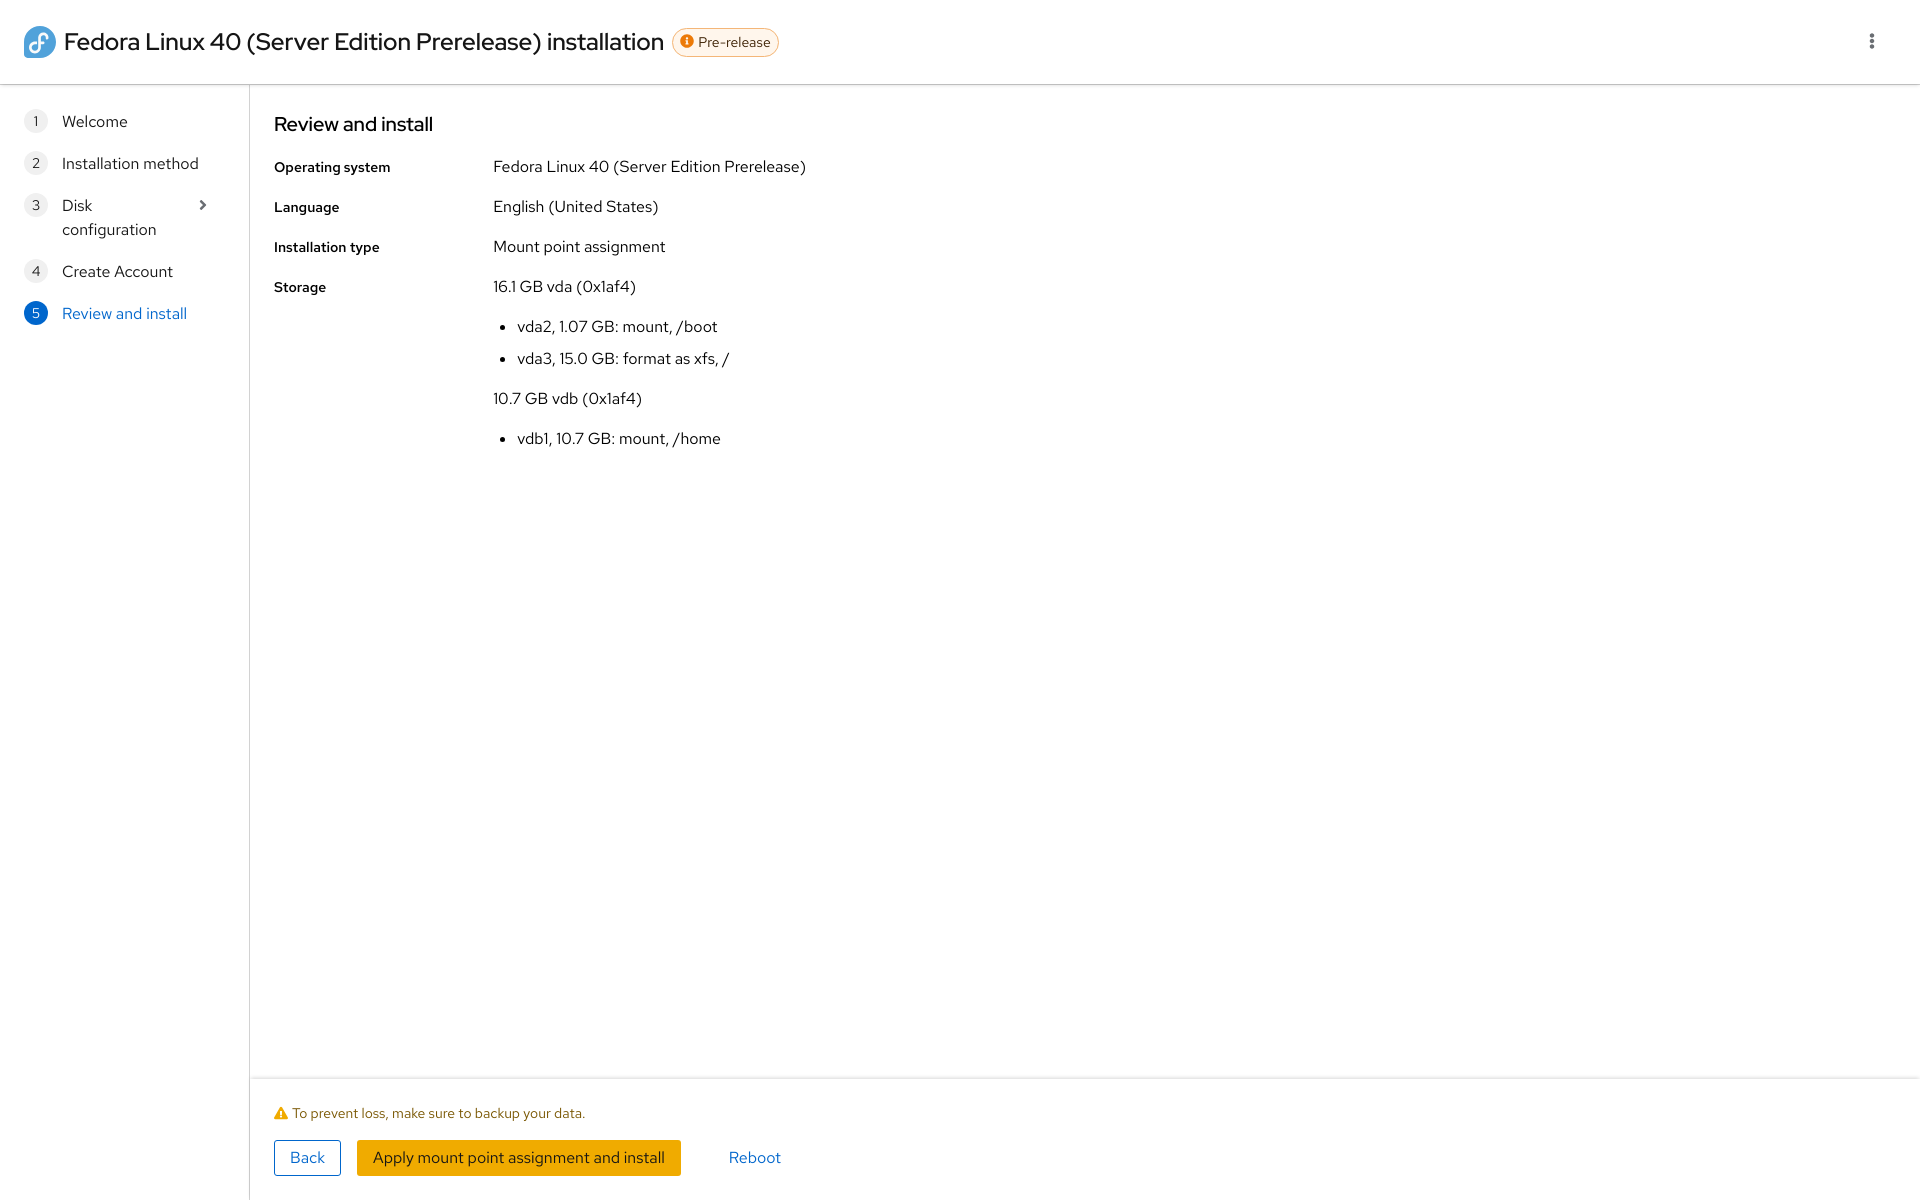 Fedora Linux 40 (Server Edition Prerelease) installation
Pre-release
1 Welcome
2 Installation method
3 Disk
configuration
4 Create Account
5 Review and install
Review and install
Operating system Fedora Linux 40 (Server Edition Prerelease)
Language English (United States)
Installation type Mount point assignment
Storage 16.1 GB vda (0x1af4)
• vda2, 1.07 GB: mount, /boot
• vda3, 15.0 GB: format as xfs, /
10.7 GB vdb (0x1af4)
• vdb1, 10.7 GB: mount, /home
To prevent loss, make sure to backup your data.
Back Apply mount point assignment and install Reboot